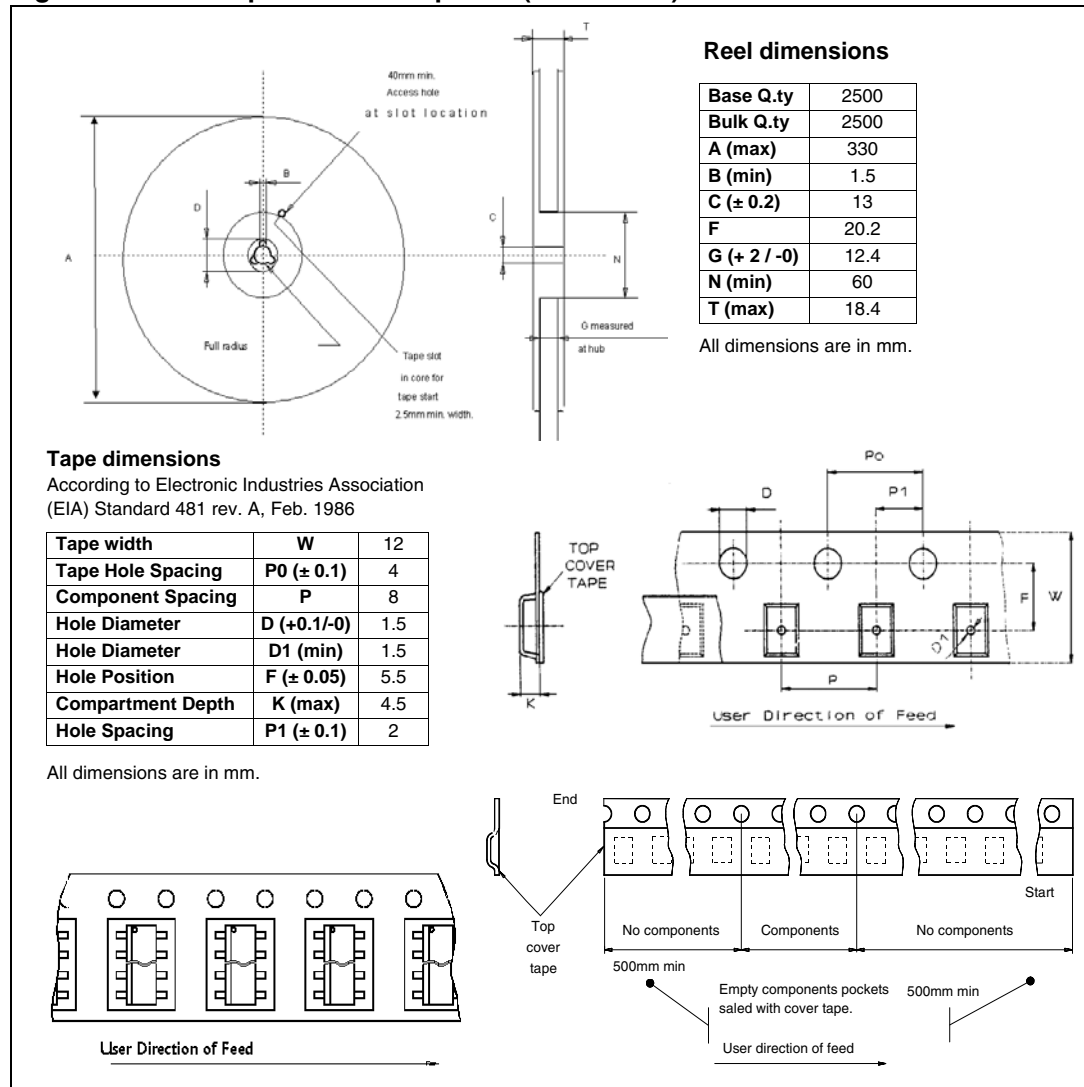 T
Reel dimensions
40mm min.
Access hole
at slot location
Base Q.ty 2500
Bulk Q.ty 2500
A (max) 330
B (min) 1.5
C (± 0.2) 13
F 20.2
G (+ 2 / -0) 12.4
N (min) 60
T (max) 18.4
All dimensions are in mm.
B
D
C
A
N
Full radius
Tape slot
in core for
tape start
2.5mm min. width.
G measured
at hub
Tape dimensions
According to Electronic Industries Association
(EIA) Standard 481 rev. A, Feb. 1986
Tape width W 12
Tape Hole Spacing P0 (± 0.1) 4
Component Spacing P 8
Hole Diameter D (+0.1/-0) 1.5
Hole Diameter D1 (min) 1.5
Hole Position F (± 0.05) 5.5
Compartment Depth K (max) 4.5
Hole Spacing P1 (± 0.1) 2
All dimensions are in mm.
Po
D
P1
TOP
COVER
TAPE
F
W
D1
K
P
User Direction of Feed
End
Start
Top
cover
tape
No components
Components
No components
500mm min
Empty components pockets
saled with cover tape.
500mm min
User direction of feed
User Direction of Feed